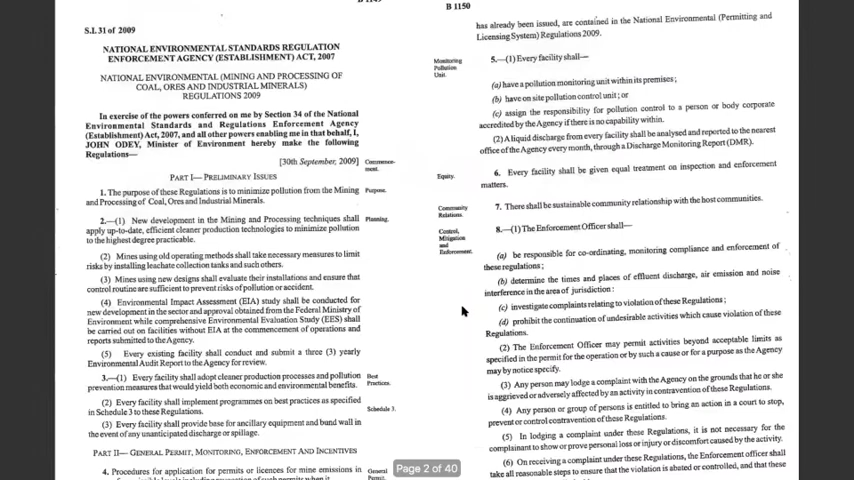 S.I. 31 of 2009
NATIONAL ENVIRONMENTAL STANDARDS REGULATION
ENFORCEMENT AGENCY (ESTABLISHMENT) ACT, 2007
NATIONAL ENVIRONMENTAL (MINING AND PROCESSING OF
COAL, ORES AND INDUSTRIAL MINERALS)
REGULATIONS 2009
In exercise of the powers conferred on me by Section 34 of the National
Environmental Standards and Regulations Enforcement Agency
(Establishment) Act, 2007, and all other powers enabling me in that behalf, I,
JOHN ODEY, Minister of Environment hereby make the following
Regulations—
[30th September, 2009]
Commence-
ment.
PART I— PRELIMINARY ISSUES
1. The purpose of these Regulations is to minimize pollution from the Mining
and Processing of Coal, Ores and Industrial Minerals.
Purpose.
2.—(1) New development in the Mining and Processing techniques shall
apply up-to-date, efficient cleaner production technologies to minimize pollution
to the highest degree practicable.
Planning.
(2) Mines using old operating methods shall take necessary measures to limit
risks by installing leachate collection tanks and such others.
(3) Mines using new designs shall evaluate their installations and ensure that
control routine are sufficient to prevent risks of pollution or accident.
(4) Environmental Impact Assessment (EIA) study shall be conducted for
new development in the sector and approval obtained from the Federal Ministry of
Environment while comprehensive Environmental Evaluation Study (EES) shall
be carried out on facilities without EIA at the commencement of operations and
reports submitted to the Agency.
(5) Every existing facility shall conduct and submit a three (3) yearly
Environmental Audit Report to the Agency for review.
3.—(1) Every facility shall adopt cleaner production processes and pollution
prevention measures that would yield both economic and environmental benefits.
Best
Practices.
(2) Every facility shall implement programmes on best practices as specified
in Schedule 3 to these Regulations.
Schedule 3.
(3) Every facility shall provide base for ancillary equipment and bund wall in
the event of any unanticipated discharge or spillage.
PART II— GENERAL PERMIT, MONITORING, ENFORCEMENT AND INCENTIVES
4. Procedures for application for permits or licences for mine emissions in
General
Permit.
B 1150
has already been issued, are contained in the National Environmental (Permitting and
Licensing System) Regulations 2009.
Monitoring
Pollution
Unit.
5.—(1) Every facility shall—
(a) have a pollution monitoring unit within its premises;
(b) have on site pollution control unit; or
(c) assign the responsibility for pollution control to a person or body corporate
accredited by the Agency if there is no capability within.
(2) A liquid discharge from every facility shall be analysed and reported to the nearest
office of the Agency every month, through a Discharge Monitoring Report (DMR).
Equity.
6. Every facility shall be given equal treatment on inspection and enforcement
matters.
Community
Relations.
7. There shall be sustainable community relationship with the host communities.
Control,
Mitigation
and
Enforcement.
8.—(1) The Enforcement Officer shall—
(a) be responsible for co-ordinating, monitoring compliance and enforcement of
these regulations;
(b) determine the times and places of effluent discharge, air emission and noise
interference in the area of jurisdiction:
(c) investigate complaints relating to violation of these Regulations;
(d) prohibit the continuation of undesirable activities which cause violation of these
Regulations.
(2) The Enforcement Officer may permit activities beyond acceptable limits as
specified in the permit for the operation or by such a cause or for a purpose as the Agency
may by notice specify.
(3) Any person may lodge a complaint with the Agency on the grounds that he or she
is aggrieved or adversely affected by an activity in contravention of these Regulations.
(4) Any person or group of persons is entitled to bring an action in a court to stop,
prevent or control contravention of these Regulations.
(5) In lodging a complaint under these Regulations, it is not necessary for the
complainant to show or prove personal loss or injury or discomfort caused by the activity.
(6) On receiving a complaint under these Regulations, the Enforcement officer shall
take all reasonable steps to ensure that the violation is abated or controlled, and that these
Page 2 of 40